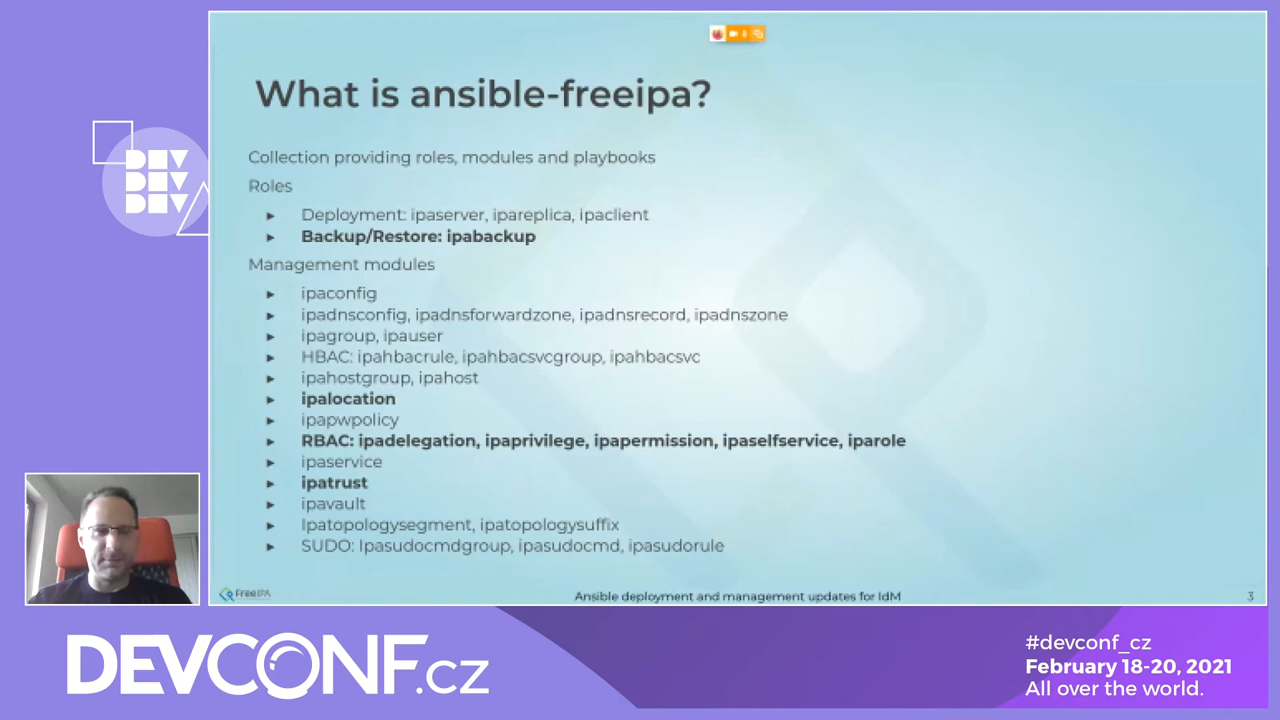 What is ansible-freeipa?
Collection providing roles, modules and playbooks
Roles
► Deployment: ipaserver, ipareplica, ipaclient
► Backup/Restore: ipabackup
Management modules
► ipaconfig
► ipadnsconfig, ipadnsforwardzone, ipadnsrecord, ipadnszone
► ipagroup, ipauser
► HBAC: ipahbacrule, ipahbacsvcgroup, ipahbacsvc
► ipahostgroup, ipahost
► ipalocation
► ipapwpolicy
► RBAC: ipadelegation, ipaprivilege, ipapermission, ipaselfservice, iparole
► ipaservice
► ipatrust
► ipavault
► Ipatopologysegment, ipatopologysuffix
► SUDO: Ipasudocmdgroup, ipasudocmd, ipasudorule
FreeIPA
Ansible deployment and management updates for IdM
3
DEV
DEV
DEV
DEVCONF.cz
#devconf_cz
February 18-20, 2021
All over the world.